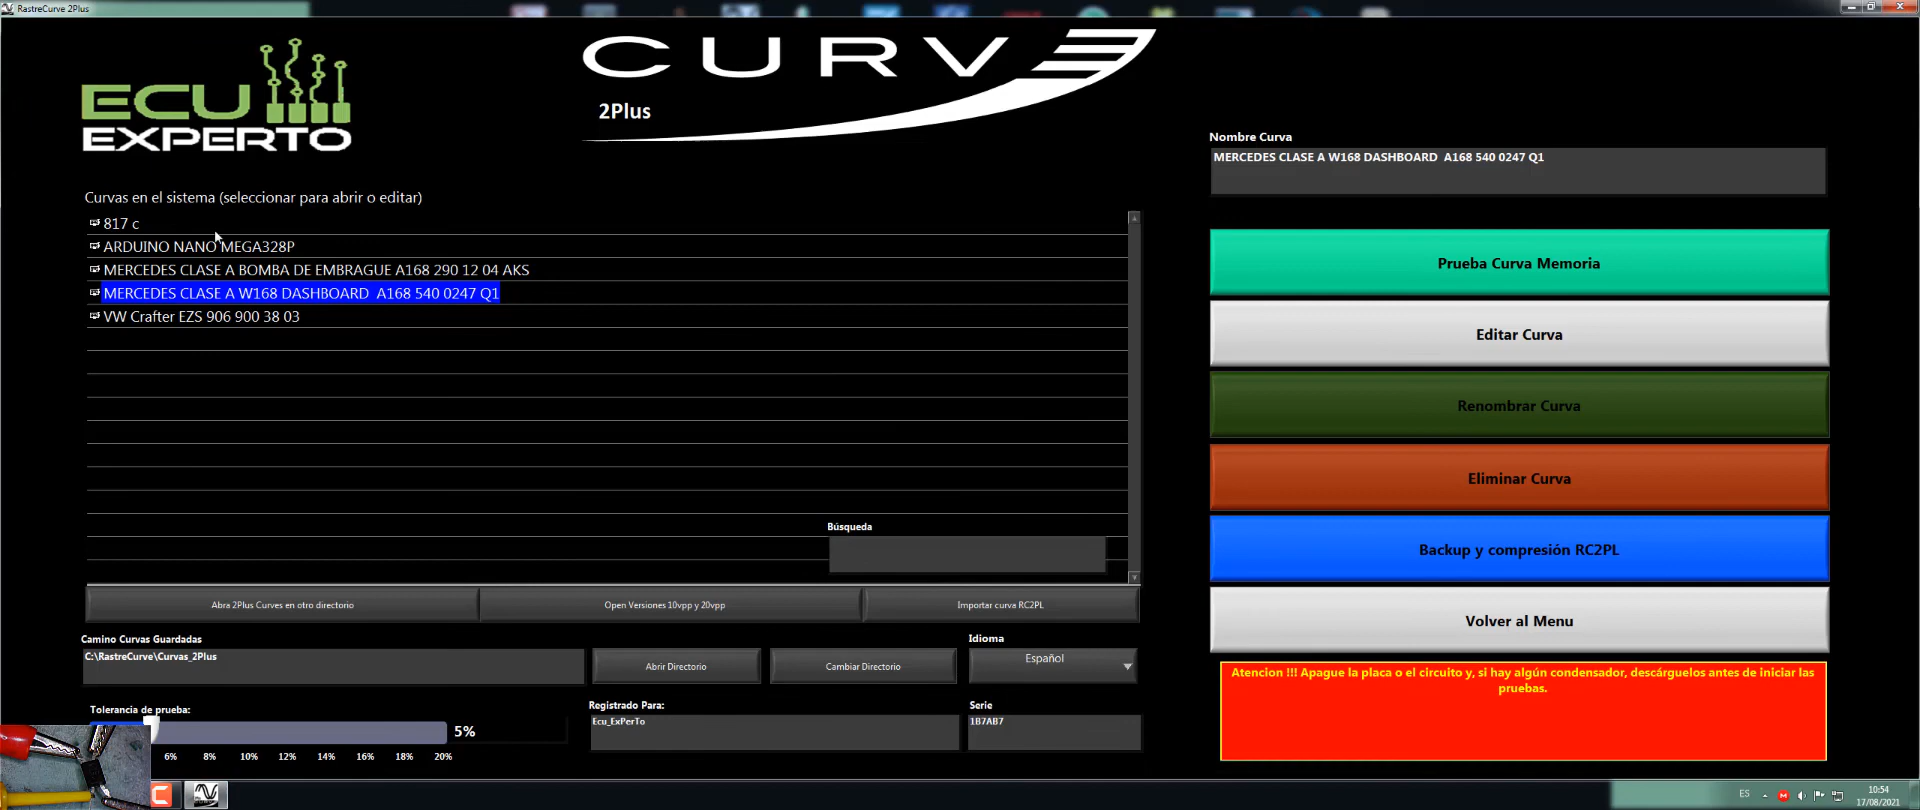 RastreCurve 2Plus
ECU
EXPERTO
CURVE
2Plus
Curvas en el sistema (seleccionar para abrir o editar)
817 c
ARDUINO NANO MEGA328P
MERCEDES CLASE A BOMBA DE EMBRAGUE A168 290 12 04 AKS
MERCEDES CLASE A W168 DASHBOARD  A168 540 0247 Q1
VW Crafter EZS 906 900 38 03
Búsqueda
Abra 2Plus Curves en otro directorio
Open Versiones 10vpp y 20vpp
Importar curva RC2PL
Camino Curvas Guardadas
C:\RastreCurve\Curvas_2Plus
Abrir Directorio
Cambiar Directorio
Idioma
Español
Tolerancia de prueba:
5%
6% 8% 10% 12% 14% 16% 18% 20%
Registrado Para:
Ecu_ExPerTo
Serie
1B7AB7
Nombre Curva
MERCEDES CLASE A W168 DASHBOARD  A168 540 0247 Q1
Prueba Curva Memoria
Editar Curva
Renombrar Curva
Eliminar Curva
Backup y compresión RC2PL
Volver al Menu
Atencion !!! Apague la placa o el circuito y, si hay algún condensador, descárguelos antes de iniciar las
pruebas.
ES
10:54
17/08/2021